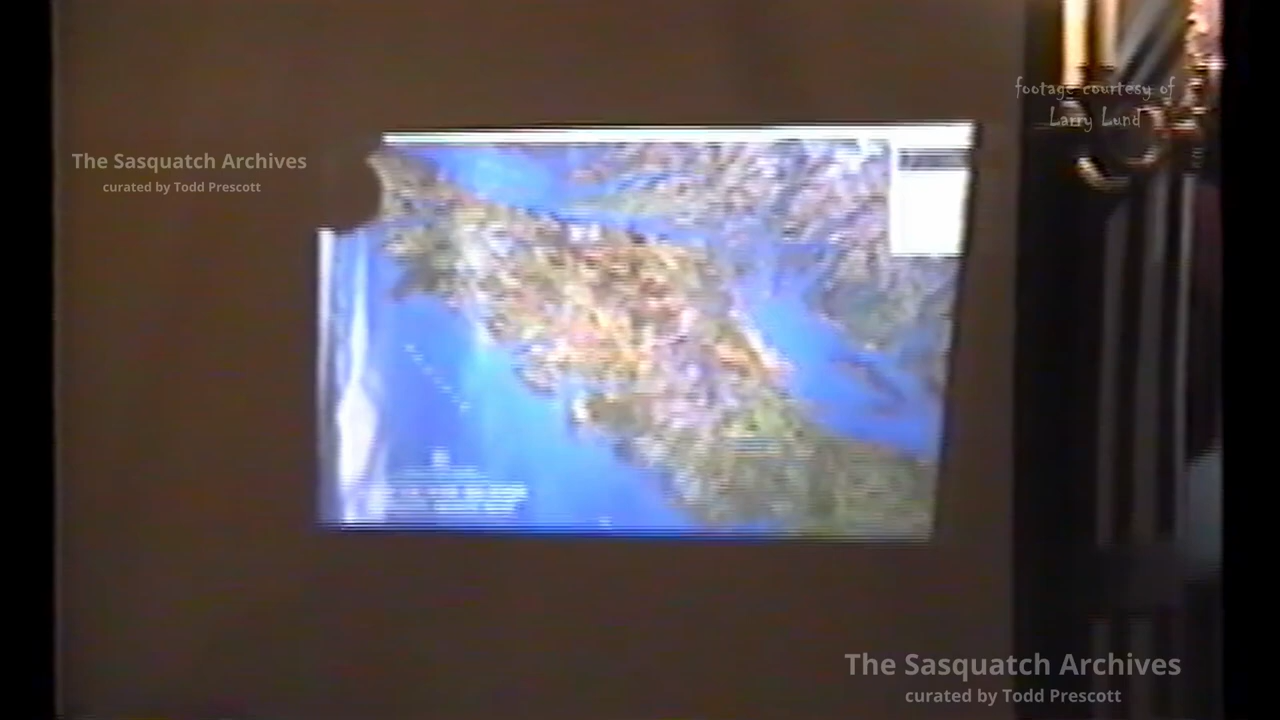 footage courtesy of
Larry Lund
The Sasquatch Archives
curated by Todd Prescott
The Sasquatch Archives
curated by Todd Prescott